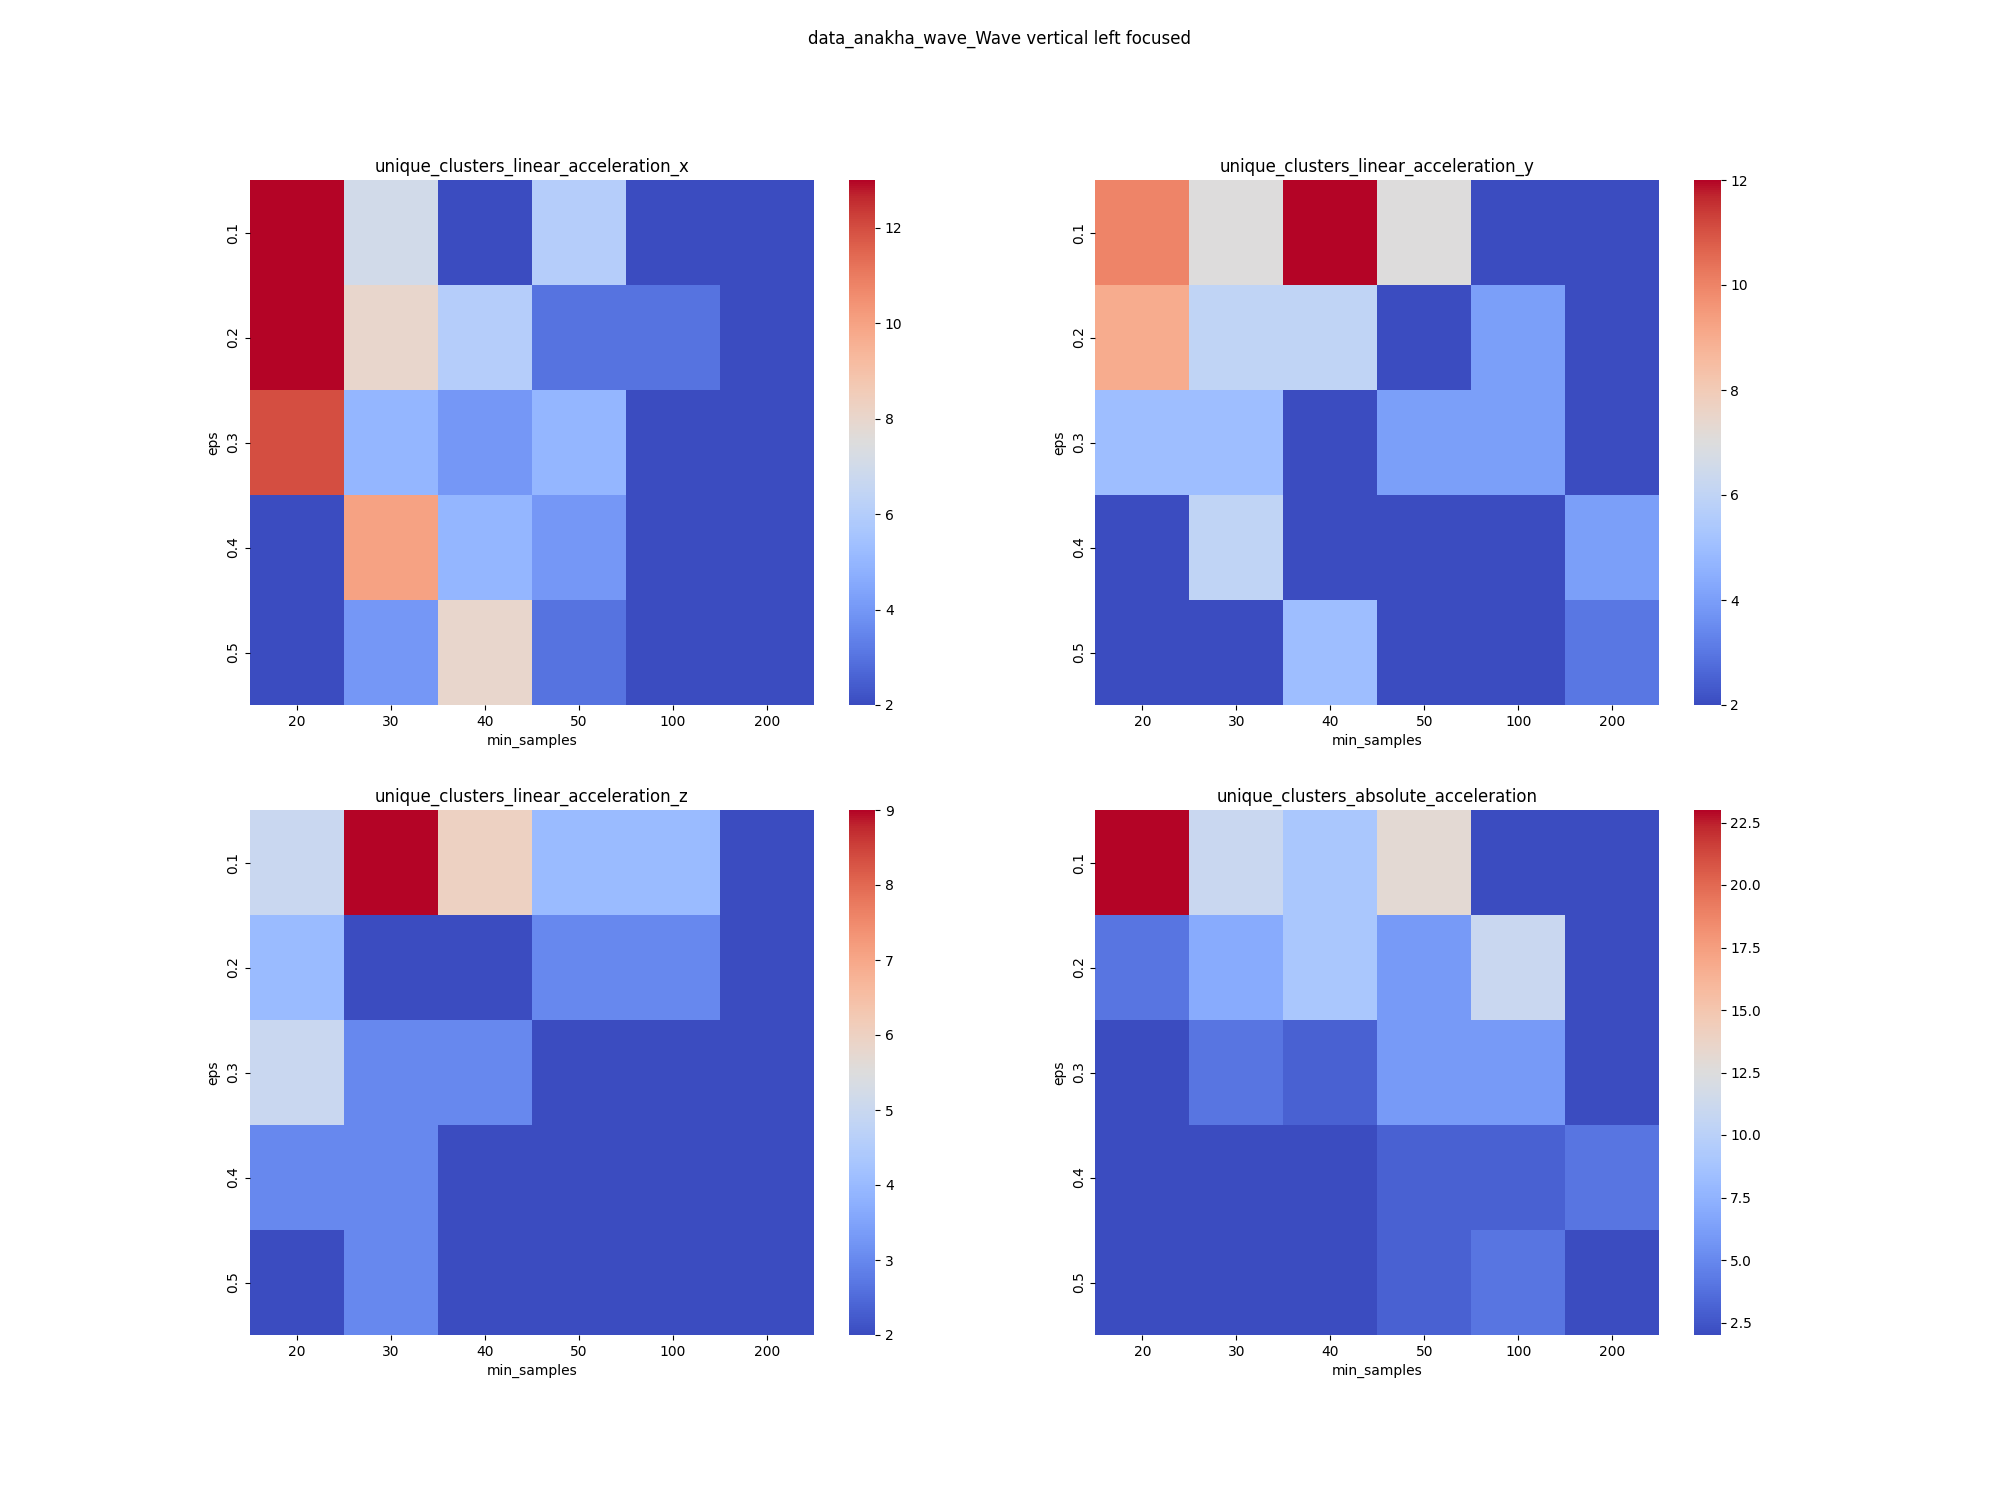 data_anakha_wave_Wave vertical left focused
unique_clusters_linear_acceleration_x
eps
0.1
0.2
0.3
0.4
0.5
20 30 40 50 100 200
min_samples
12
10
8
6
4
2
unique_clusters_linear_acceleration_y
eps
0.1
0.2
0.3
0.4
0.5
20 30 40 50 100 200
min_samples
12
10
8
6
4
2
unique_clusters_linear_acceleration_z
eps
0.1
0.2
0.3
0.4
0.5
20 30 40 50 100 200
min_samples
9
8
7
6
5
4
3
2
unique_clusters_absolute_acceleration
eps
0.1
0.2
0.3
0.4
0.5
20 30 40 50 100 200
min_samples
22.5
20.0
17.5
15.0
12.5
10.0
7.5
5.0
2.5